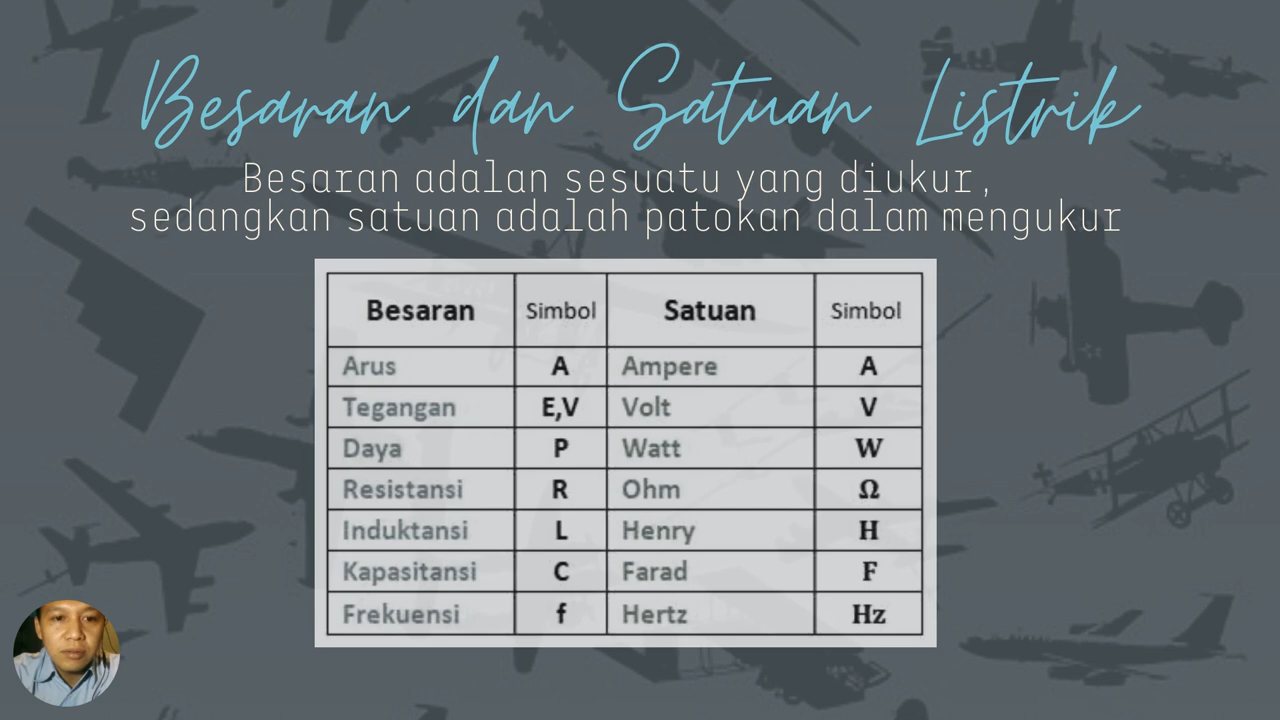 Besaran dan Satuan Listrik
Besaran adalan sesuatu yang diukur,
sedangkan satuan adalah patokan dalam mengukur
Besaran Simbol Satuan Simbol
Arus A Ampere A
Tegangan E,V Volt V
Daya P Watt W
Resistansi R Ohm Ω
Induktansi L Henry H
Kapasitansi C Farad F
Frekuensi f Hertz Hz